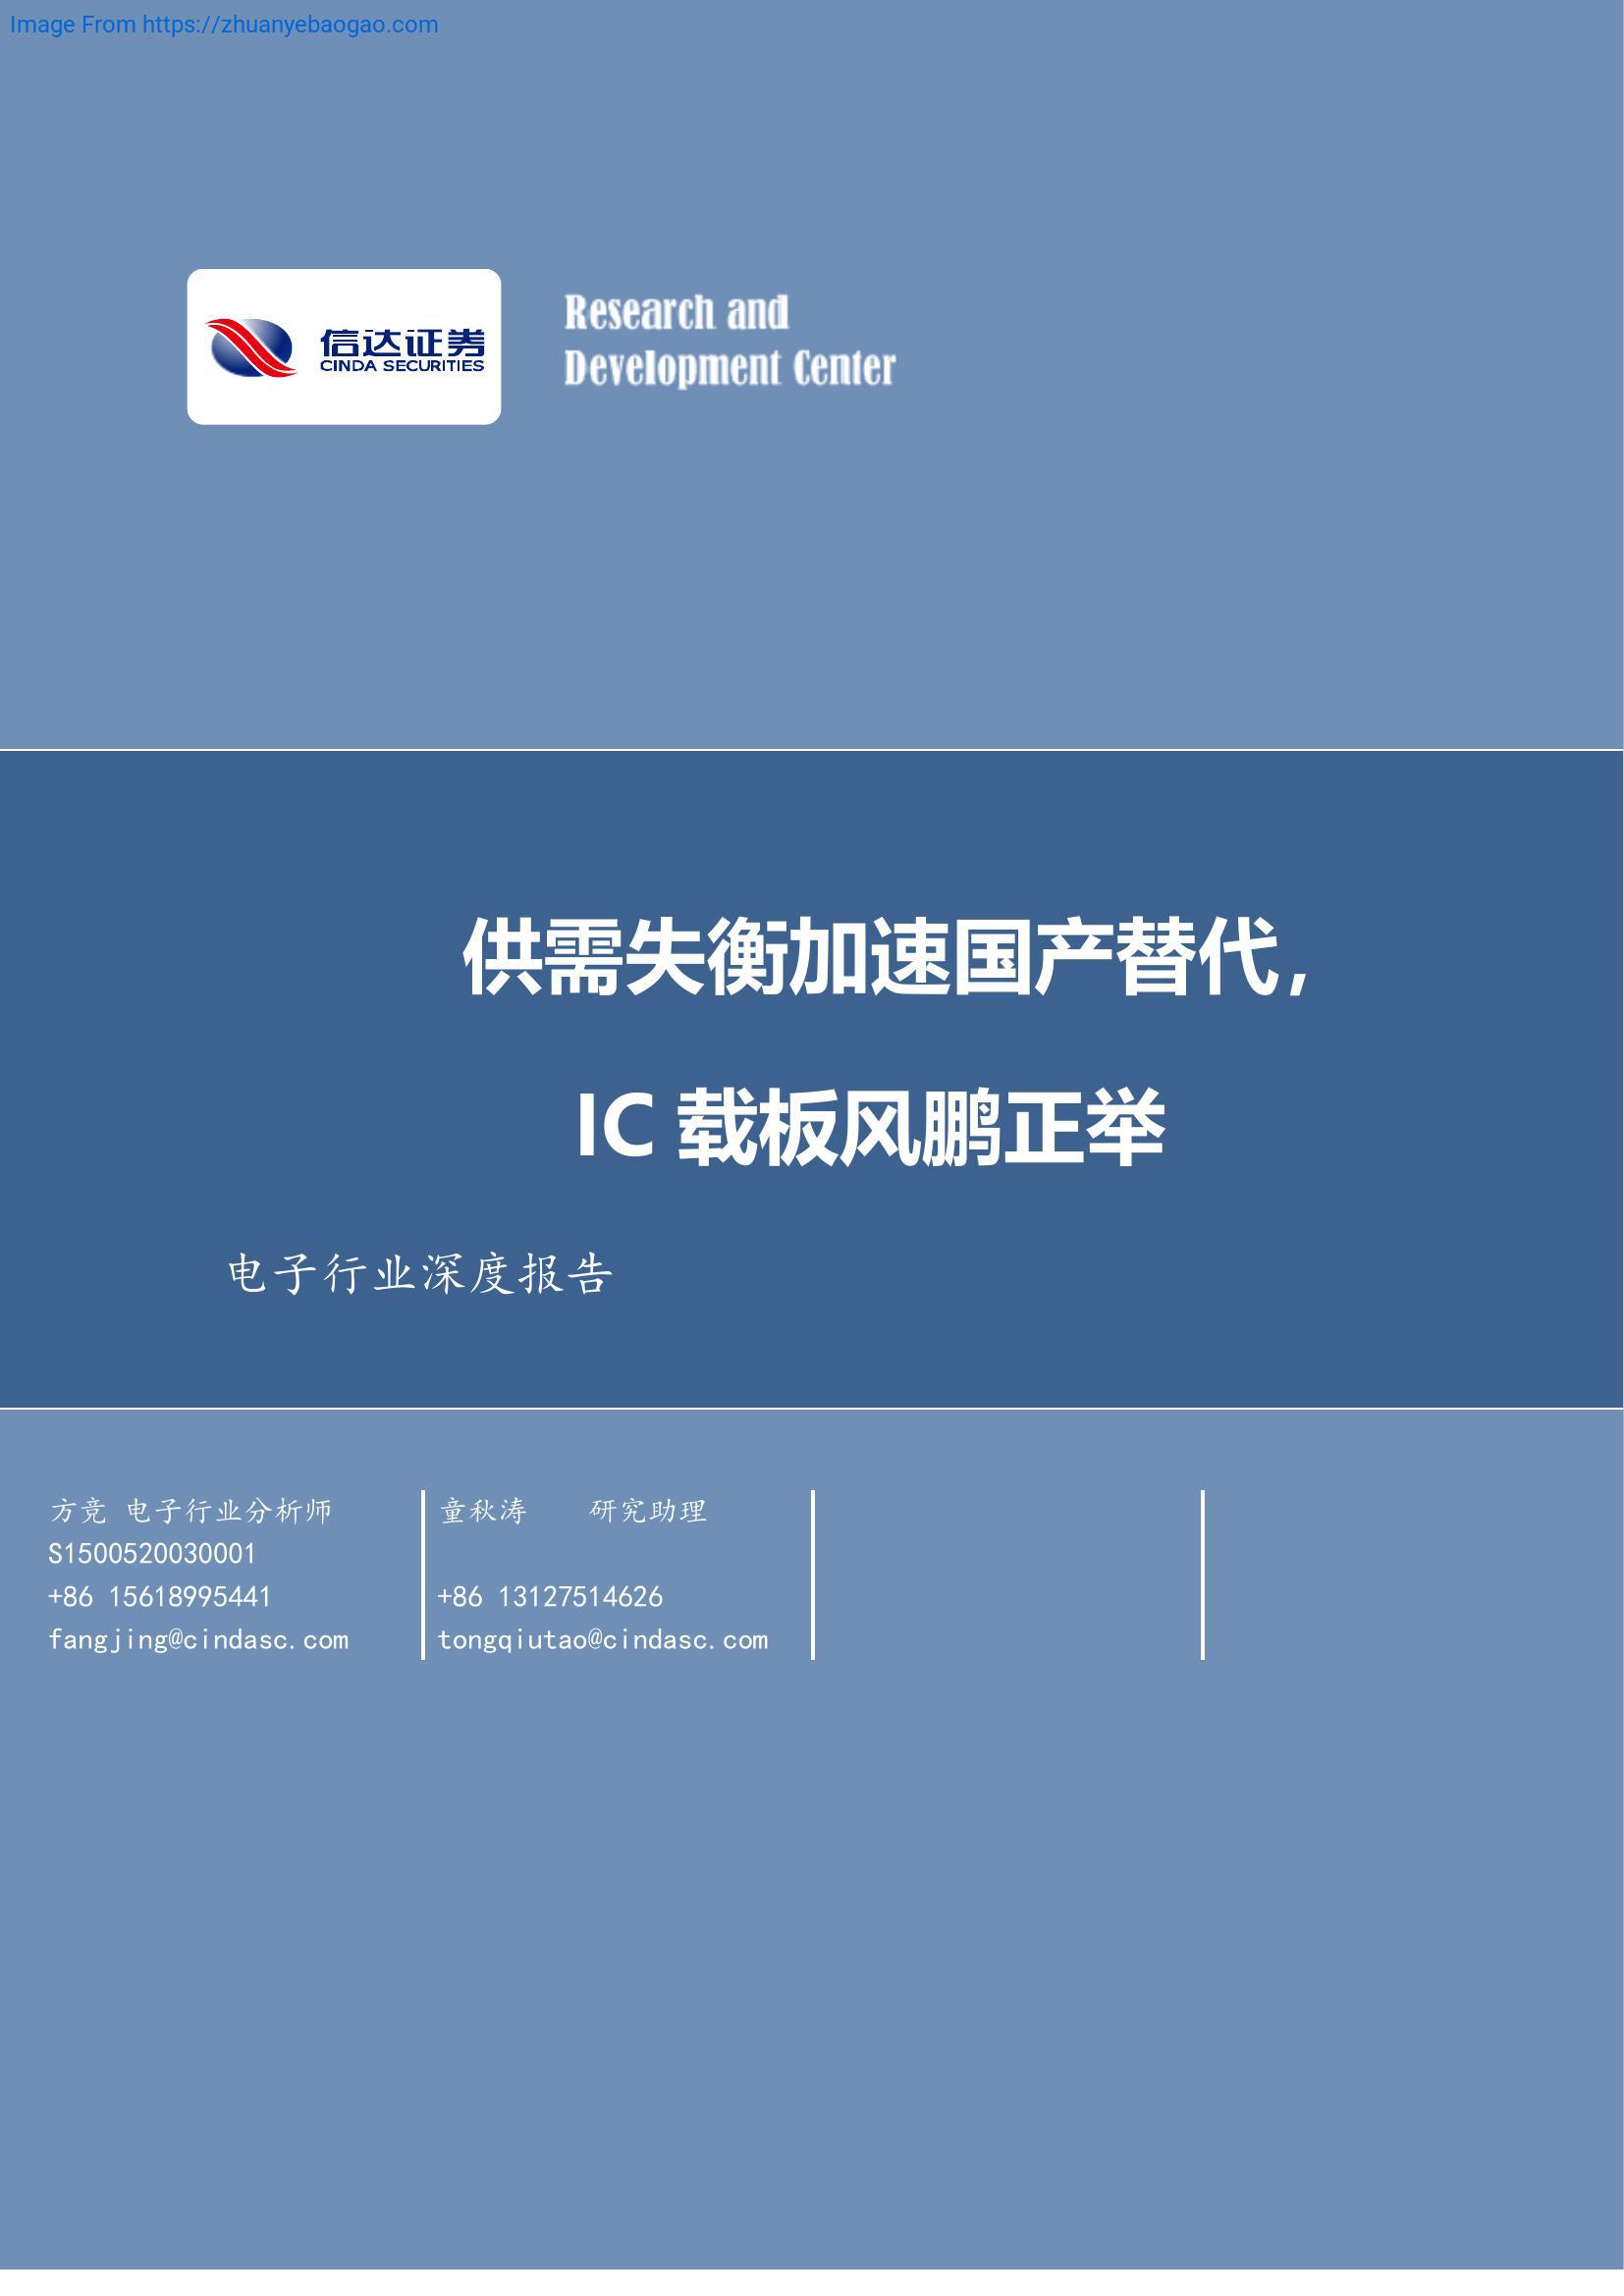 Image From https://zhuanyebaogao.com
信达证券
CINDA SECURITIES
Research and
Development Center
供需失衡加速国产替代，
IC 载板风鹏正举
电子行业深度报告
方竞 电子行业分析师
S1500520030001
+86 15618995441
fangjing@cindasc.com
童秋涛 研究助理
+86 13127514626
tongqiutao@cindasc.com